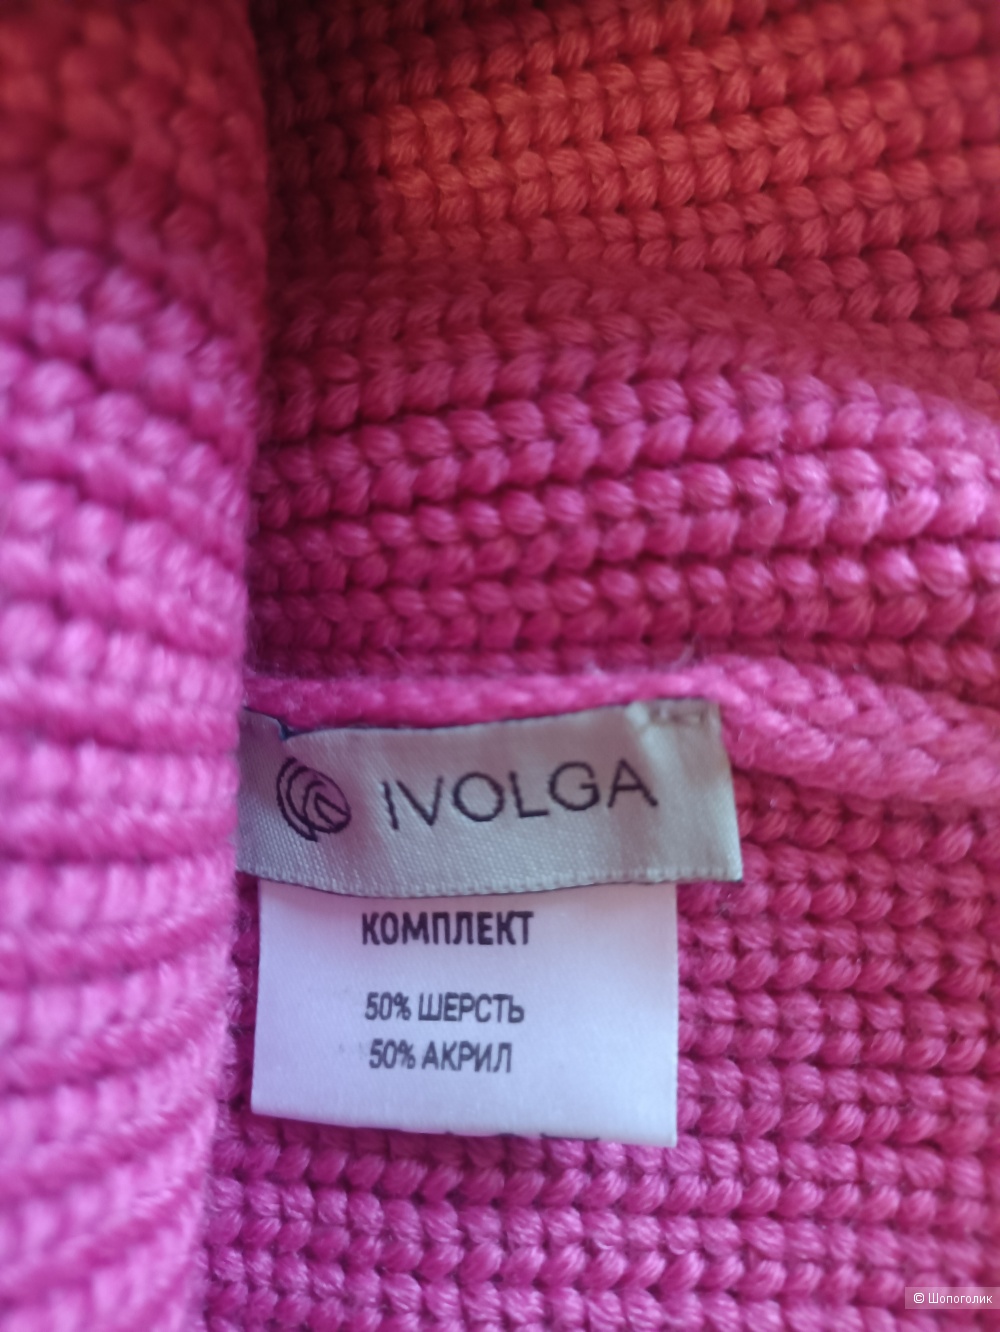 IVOLGA
КОМПЛЕКТ
50% ШЕРСТЬ
50% АКРИЛ
© Шопоголик